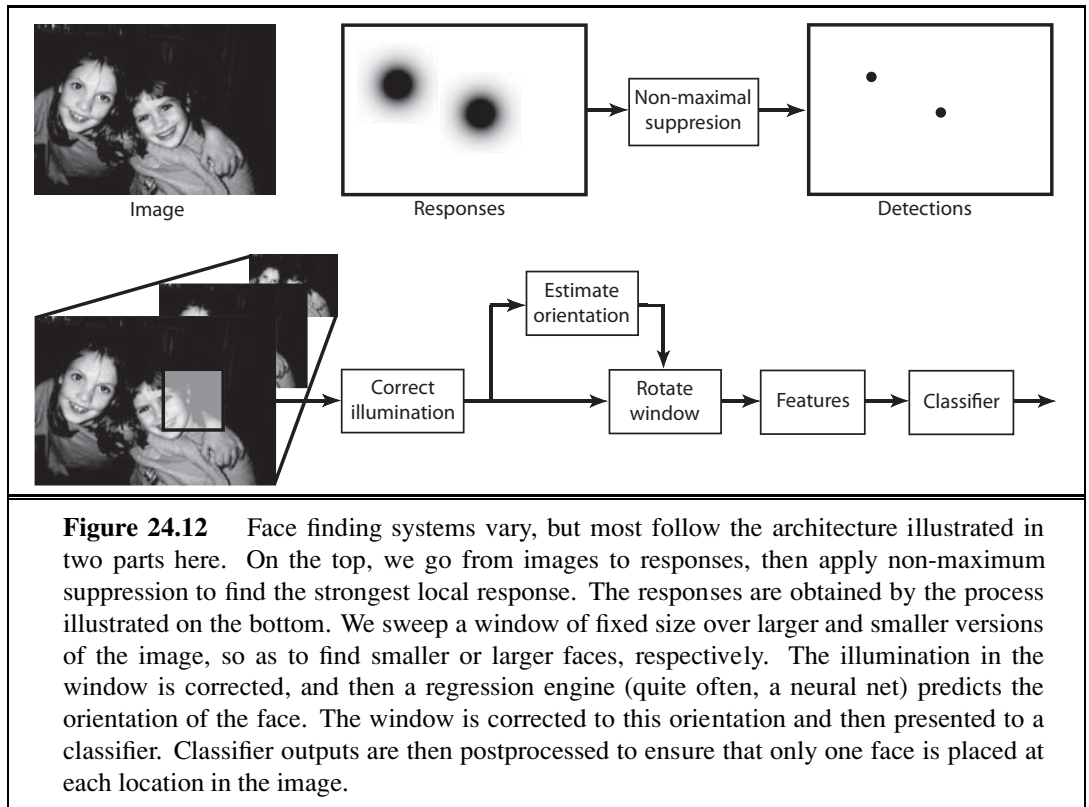 Image
Responses
Non-maximal
suppresion
Detections
Correct
illumination
Estimate
orientation
Rotate
window
Features
Classifier
Figure 24.12 Face finding systems vary, but most follow the architecture illustrated in
two parts here. On the top, we go from images to responses, then apply non-maximum
suppression to find the strongest local response. The responses are obtained by the process
illustrated on the bottom. We sweep a window of fixed size over larger and smaller versions
of the image, so as to find smaller or larger faces, respectively. The illumination in the
window is corrected, and then a regression engine (quite often, a neural net) predicts the
orientation of the face. The window is corrected to this orientation and then presented to a
classifier. Classifier outputs are then postprocessed to ensure that only one face is placed at
each location in the image.